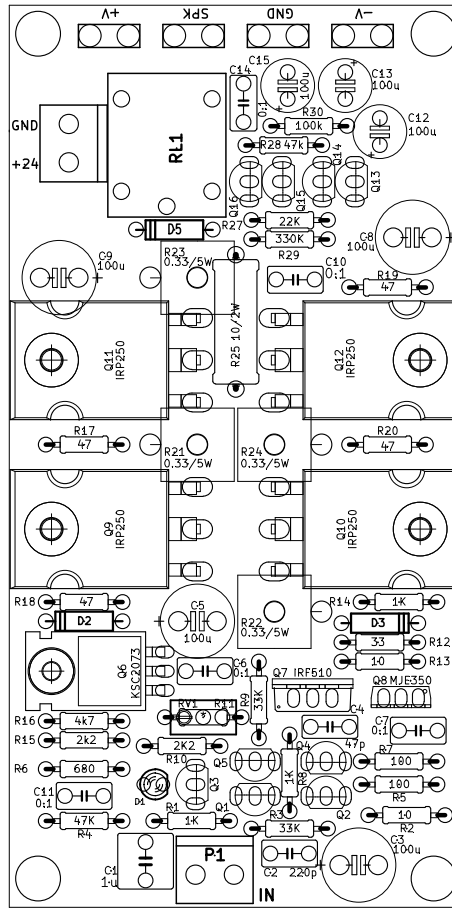 +V SPK GND -V
C15 C13
C14 100u 100u
0:1
R30
100k
C12
100u
GND
+24
RL1
R28 47k
Q14
Q16 Q15 Q13
D5 R27 22K
330K
R29
C8
100u
R23
0.33/5W
C9
100u
C10
0:1
R19
47
R25 10/2W
Q11
IRP250
Q12
IRP250
R17
47
R21
0.33/5W
R24
0.33/5W
R20
47
Q9
IRP250
Q10
IRP250
R18 47
D2
R14 1K
D3
C5
100u
R22
0.33/5W
33 R12
10 R13
Q6
KSC2073
C6
0:1
Q7 IRF510
Q8 MJE350
R9
33K
R16 4k7
RV1 R11
C4
47p
C7
0:1
R15 2k2
2K2
R10
Q5 Q4
R7
100
R6 680
D1
Q3
1K
R8
100
R5
C11
0:1
47K
R4
R1
1K
Q1
R3
33K
Q2
10
R2
C1
1u
P1
IN
C2 220p
C3
100u